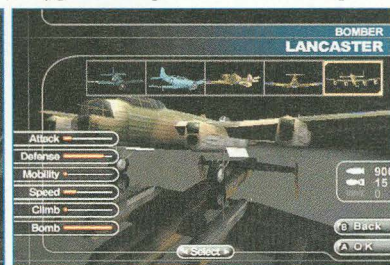 BOMBER
LANCASTER
Attack
Defense
Mobility
Speed
Climb
Bomb
900
15
0
B Back
A OK
Select